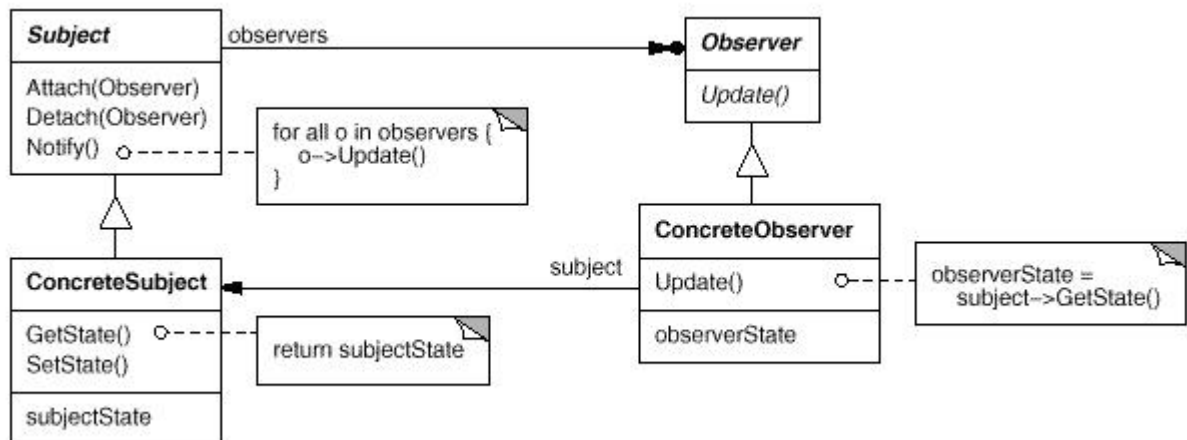 Subject
observers
Observer
Attach(Observer)
Detach(Observer)
Notify()
Update()
for all o in observers {
o->Update()
}
ConcreteObserver
Update()
observerState
observerState =
subject->GetState()
subject
ConcreteSubject
GetState()
SetState()
subjectState
return subjectState